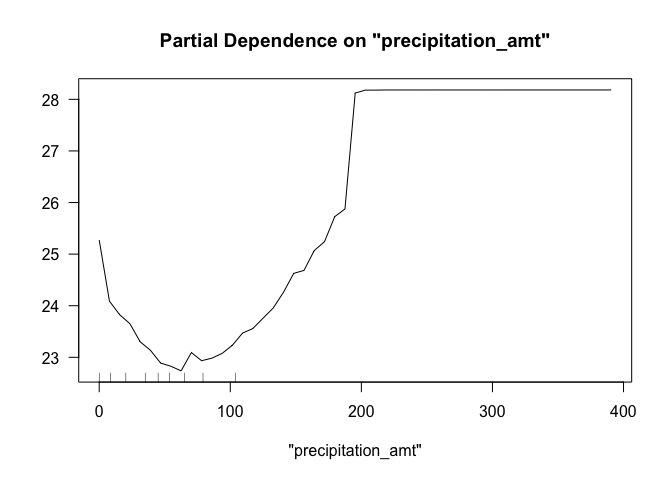 Partial Dependence on "precipitation_amt"
28
27
26
25
24
23
0 100 200 300 400
"precipitation_amt"